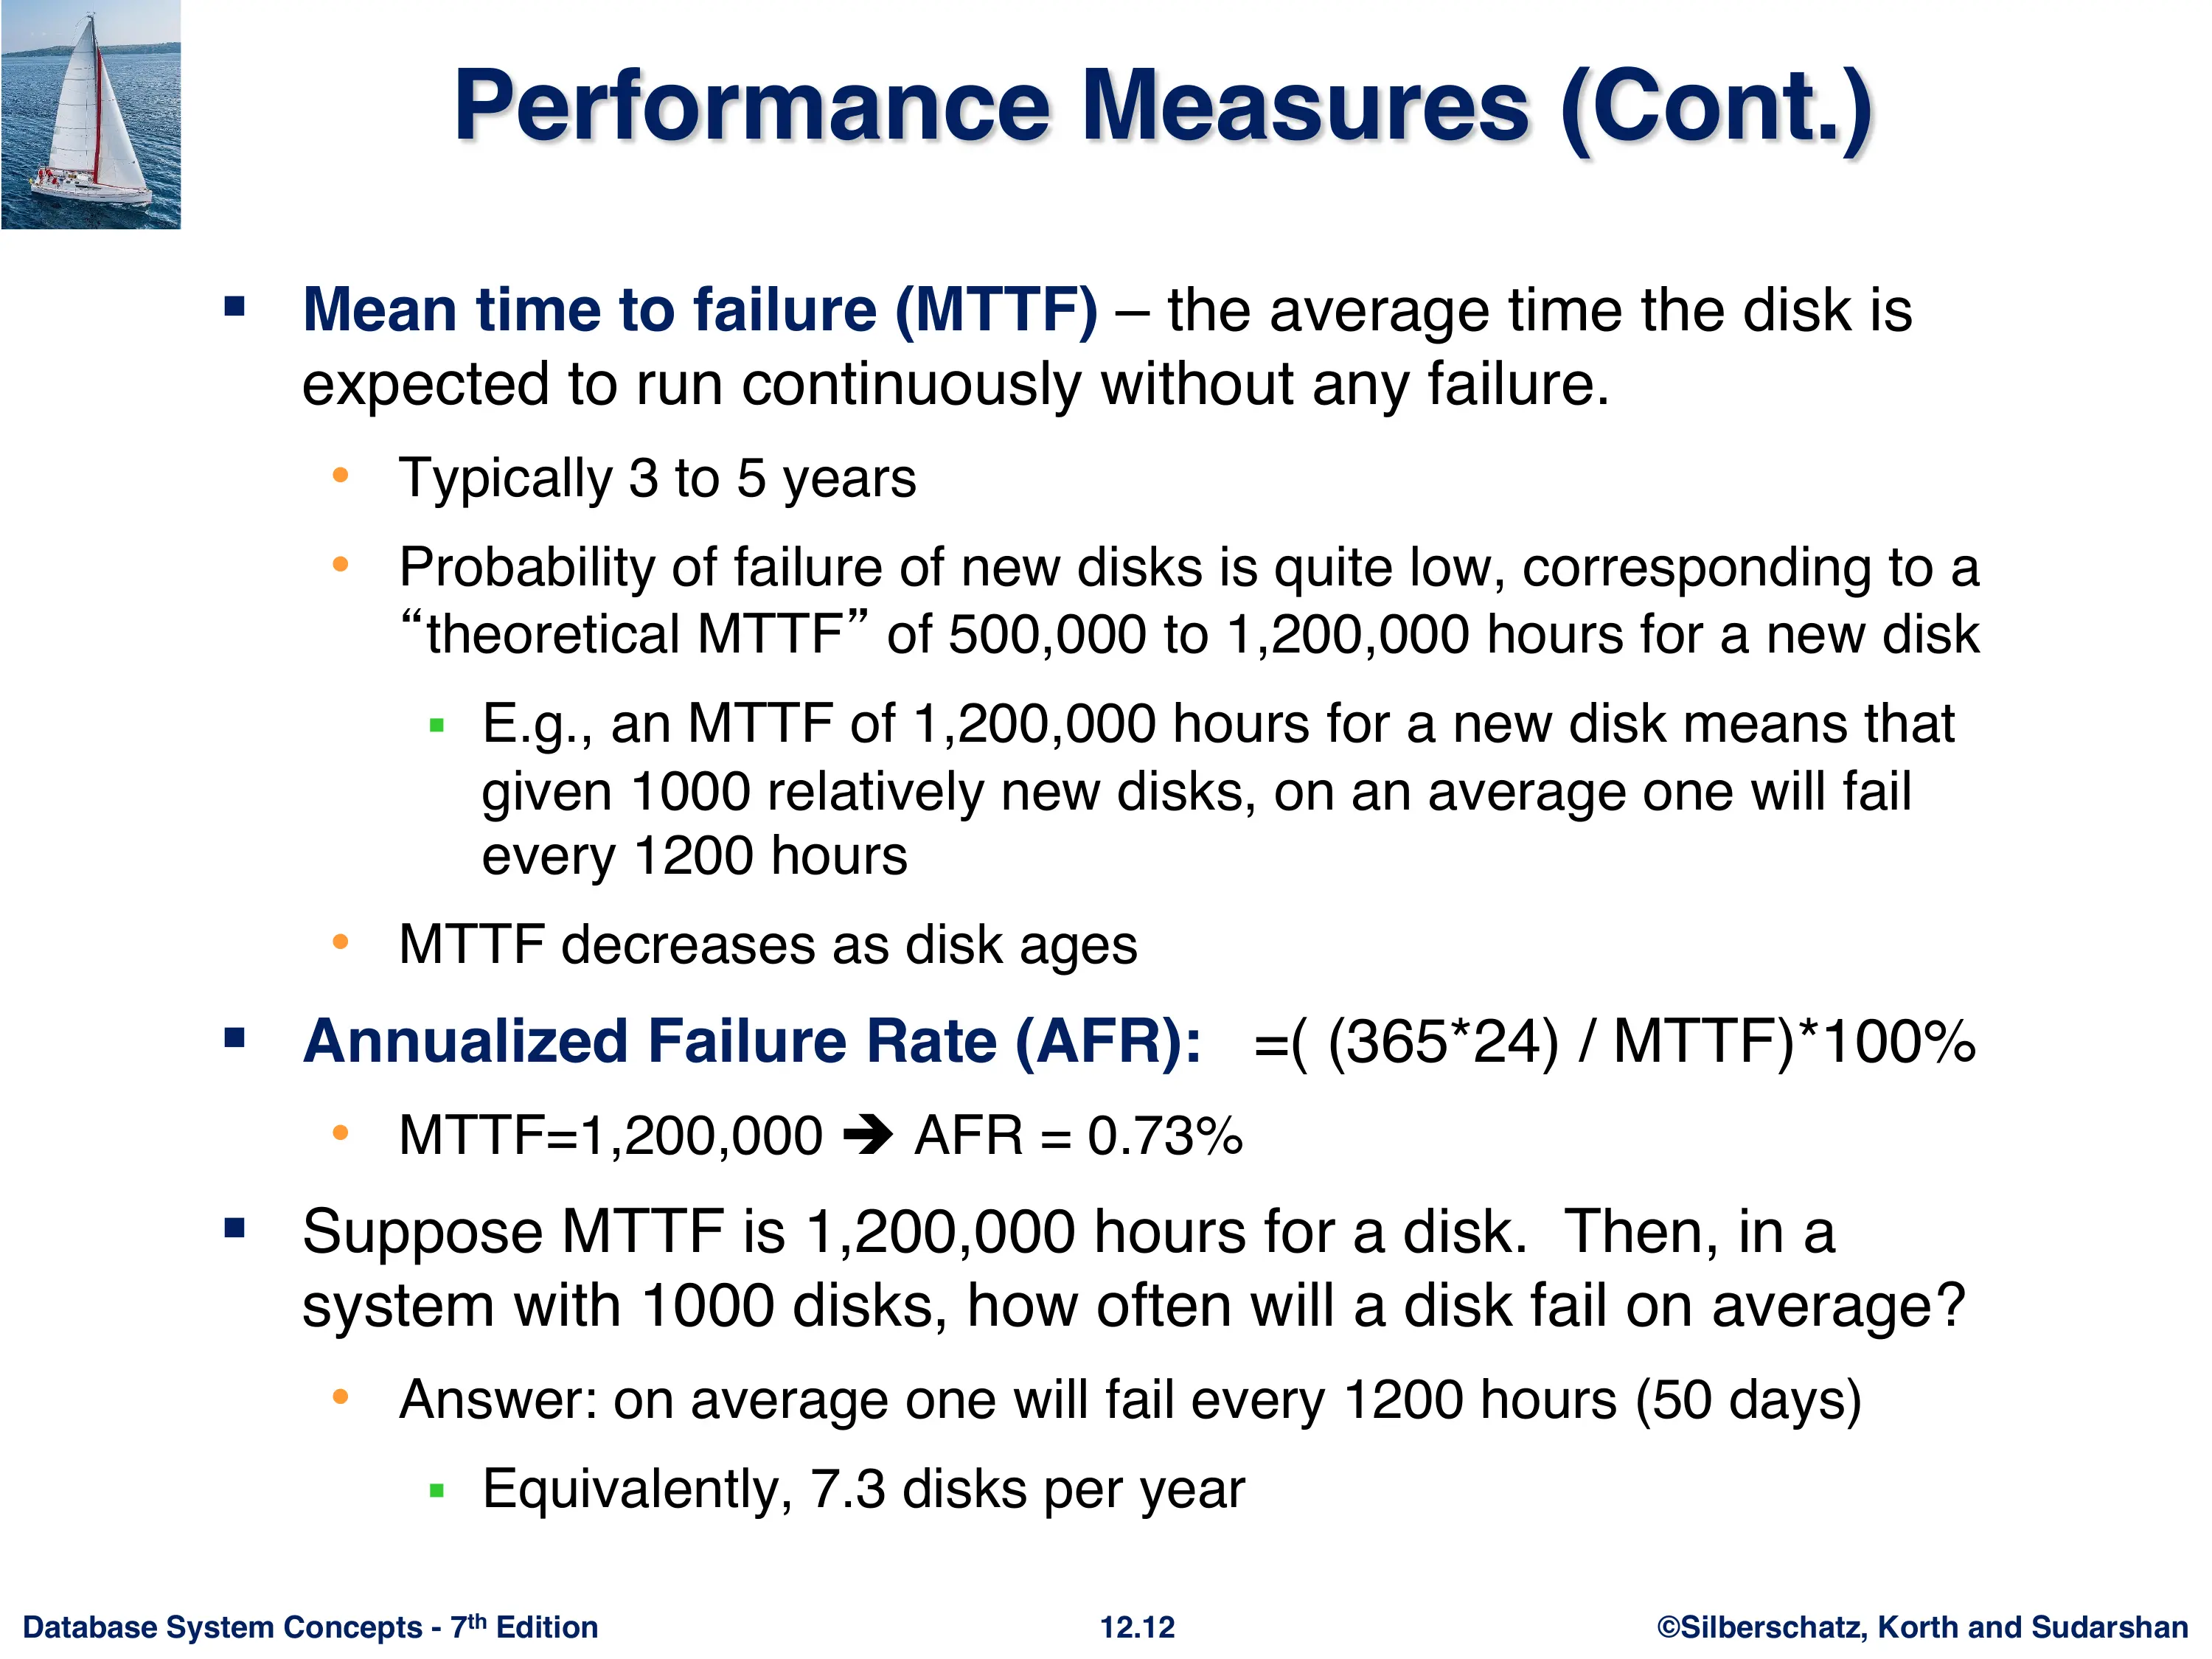 Performance Measures (Cont.)
▪ Mean time to failure (MTTF) – the average time the disk is
expected to run continuously without any failure.
• Typically 3 to 5 years
• Probability of failure of new disks is quite low, corresponding to a
“theoretical MTTF” of 500,000 to 1,200,000 hours for a new disk
▪ E.g., an MTTF of 1,200,000 hours for a new disk means that
given 1000 relatively new disks, on an average one will fail
every 1200 hours
• MTTF decreases as disk ages
▪ Annualized Failure Rate (AFR): =( (365*24) / MTTF)*100%
• MTTF=1,200,000 ➔ AFR = 0.73%
▪ Suppose MTTF is 1,200,000 hours for a disk. Then, in a
system with 1000 disks, how often will a disk fail on average?
• Answer: on average one will fail every 1200 hours (50 days)
▪ Equivalently, 7.3 disks per year
Database System Concepts - 7th Edition
12.12
©Silberschatz, Korth and Sudarshan